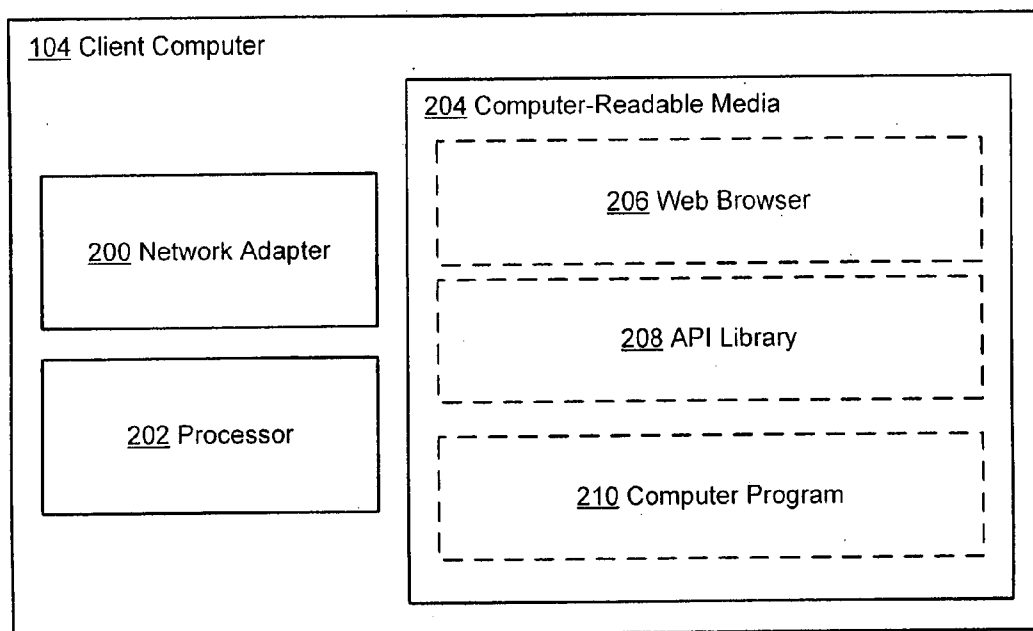 104 Client Computer
204 Computer-Readable Media
206 Web Browser
200 Network Adapter
208 API Library
202 Processor
210 Computer Program